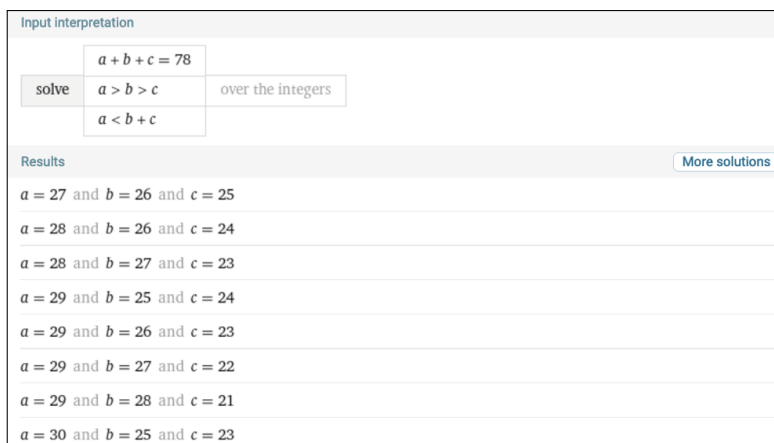 Input interpretation
a + b + c = 78
solve a > b > c over the integers
a < b + c
Results More solutions
a = 27 and b = 26 and c = 25
a = 28 and b = 26 and c = 24
a = 28 and b = 27 and c = 23
a = 29 and b = 25 and c = 24
a = 29 and b = 26 and c = 23
a = 29 and b = 27 and c = 22
a = 29 and b = 28 and c = 21
a = 30 and b = 25 and c = 23